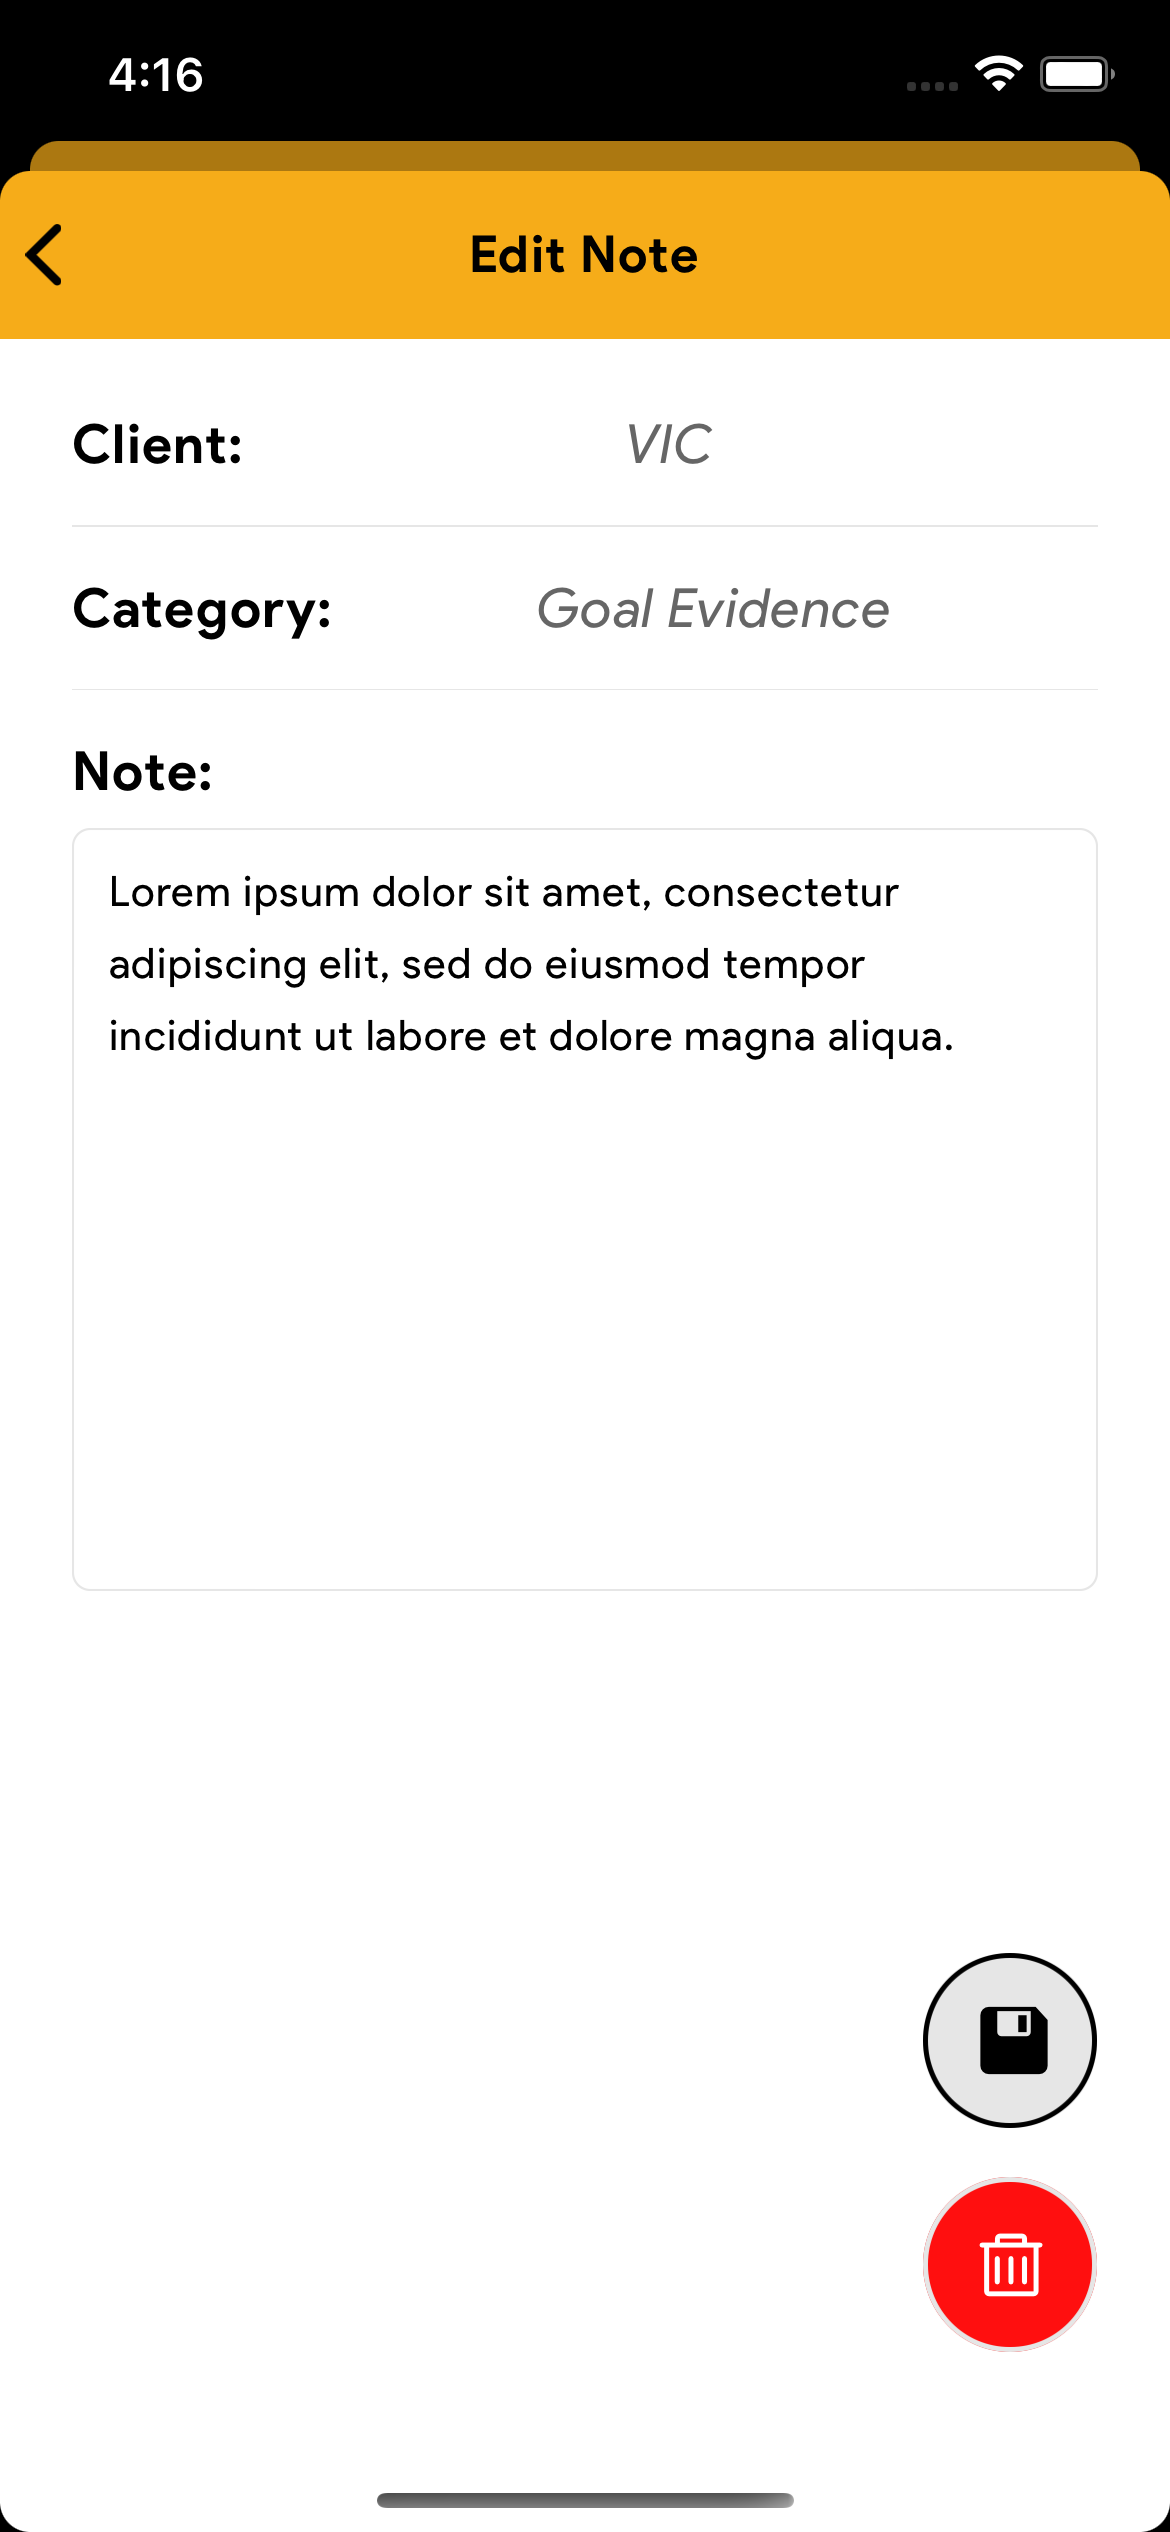 4:16
Edit Note
Client: VIC
Category: Goal Evidence
Note:
Lorem ipsum dolor sit amet, consectetur
adipiscing elit, sed do eiusmod tempor
incididunt ut labore et dolore magna aliqua.